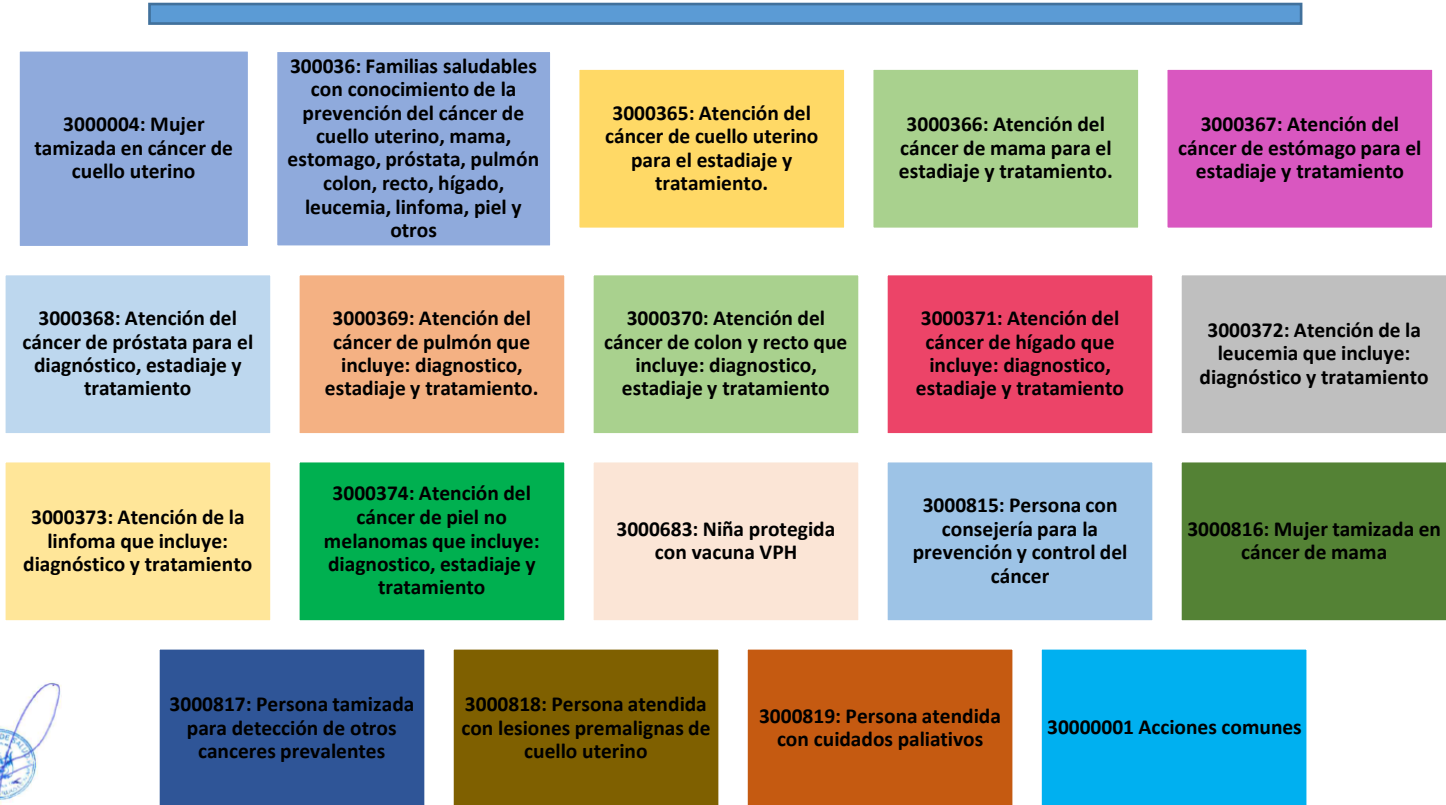 3000004: Mujer
tamizada en cáncer de
cuello uterino
300036: Familias saludables
con conocimiento de la
prevención del cáncer de
cuello uterino, mama,
estomago, próstata, pulmón
colon, recto, hígado,
leucemia, linfoma, piel y
otros
3000365: Atención del
cáncer de cuello uterino
para el estadiaje y
tratamiento.
3000366: Atención del
cáncer de mama para el
estadiaje y tratamiento.
3000367: Atención del
cáncer de estómago para el
estadiaje y tratamiento
3000368: Atención del
cáncer de próstata para el
diagnóstico, estadiaje y
tratamiento
3000369: Atención del
cáncer de pulmón que
incluye: diagnostico,
estadiaje y tratamiento.
3000370: Atención del
cáncer de colon y recto que
incluye: diagnostico,
estadiaje y tratamiento
3000371: Atención del
cáncer de hígado que
incluye: diagnostico,
estadiaje y tratamiento
3000372: Atención de la
leucemia que incluye:
diagnóstico y tratamiento
3000373: Atención de la
linfoma que incluye:
diagnóstico y tratamiento
3000374: Atención del
cáncer de piel no
melanomas que incluye:
diagnostico, estadiaje y
tratamiento
3000683: Niña protegida
con vacuna VPH
3000815: Persona con
consejería para la
prevención y control del
cáncer
3000816: Mujer tamizada en
cáncer de mama
3000817: Persona tamizada
para detección de otros
canceres prevalentes
3000818: Persona atendida
con lesiones premalignas de
cuello uterino
3000819: Persona atendida
con cuidados paliativos
30000001 Acciones comunes